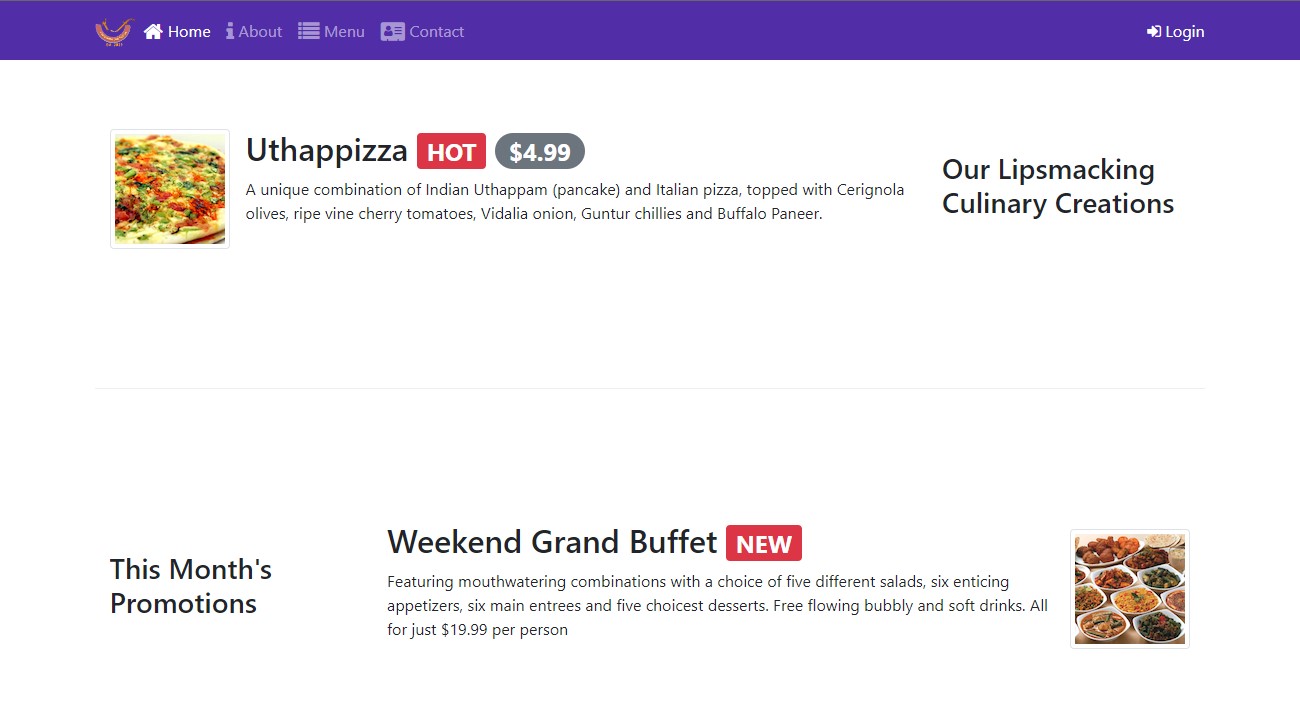 Home About Menu Contact Login
Uthappizza HOT $4.99
A unique combination of Indian Uthappam (pancake) and Italian pizza, topped with Cerignola
olives, ripe vine cherry tomatoes, Vidalia onion, Guntur chillies and Buffalo Paneer.
Our Lipsmacking
Culinary Creations
This Month's
Promotions
Weekend Grand Buffet NEW
Featuring mouthwatering combinations with a choice of five different salads, six enticing
appetizers, six main entrees and five choicest desserts. Free flowing bubbly and soft drinks. All
for just $19.99 per person